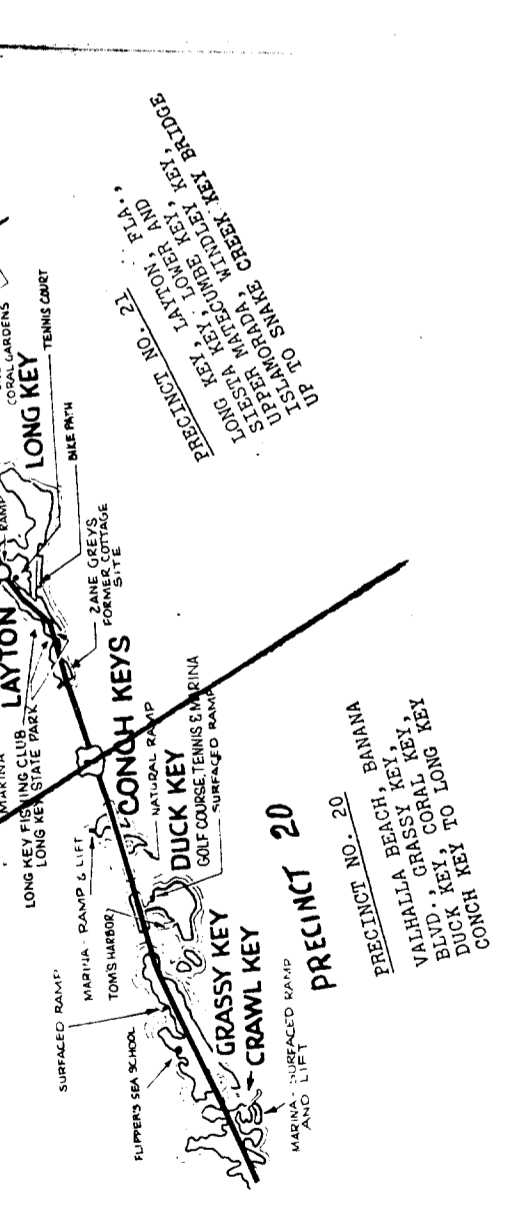 CORAL GARDENS
LONG KEY
TENNIS COURT
BIKE PATH
RAMP
LAYTON
ZANE GREYS
FORMER COTTAGE
SITE
MARINA
LONG KEY FISHING CLUB
LONG KEY STATE PARK
CONCH KEYS
NATURAL RAMP
DUCK KEY
GOLF COURSE, TENNIS & MARINA
SURFACED RAMP
MARINA - RAMP & LIFT
TOM'S HARBOR
SURFACED RAMP
FLIPPER'S SEA SCHOOL
GRASSY KEY
CRAWL KEY
MARINA - SURFACED RAMP
AND LIFT
PRECINCT 20
PRECINCT NO. 21
LONG KEY, LAYTON, FLA.,
SIESTA KEY, LOWER AND
UPPER MATECUMBE KEY,
ISLAMORADA, WINDLEY KEY,
UP TO SNAKE CREEK KEY BRIDGE
PRECINCT NO. 20
VALHALLA BEACH, BANANA
BLVD., GRASSY KEY,
DUCK KEY, CORAL KEY,
CONCH KEY TO LONG KEY